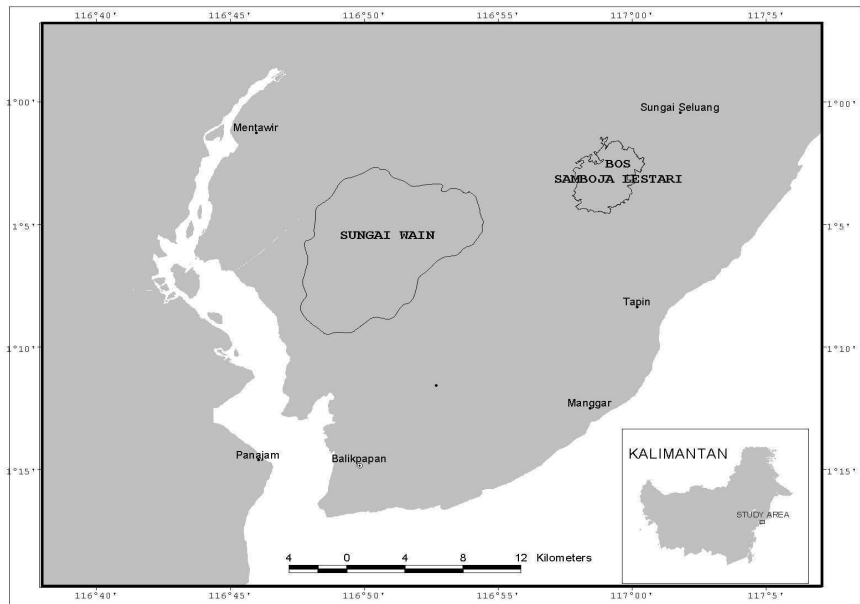 116°40' 116°45' 116°50' 116°55' 117°00' 117°5'
1°00' 1°00'
Sungai Seluang
Mentawir
BOS
SAMBOJA LESTARI
1°5' 1°5'
SUNGAI WAIN
Tapin
1°10' 1°10'
Manggar
KALIMANTAN
Panajam
Balikpapan
1°15' 1°15'
STUDY AREA
4 0 4 8 12 Kilometers
116°40' 116°45' 116°50' 116°55' 117°00' 117°5'